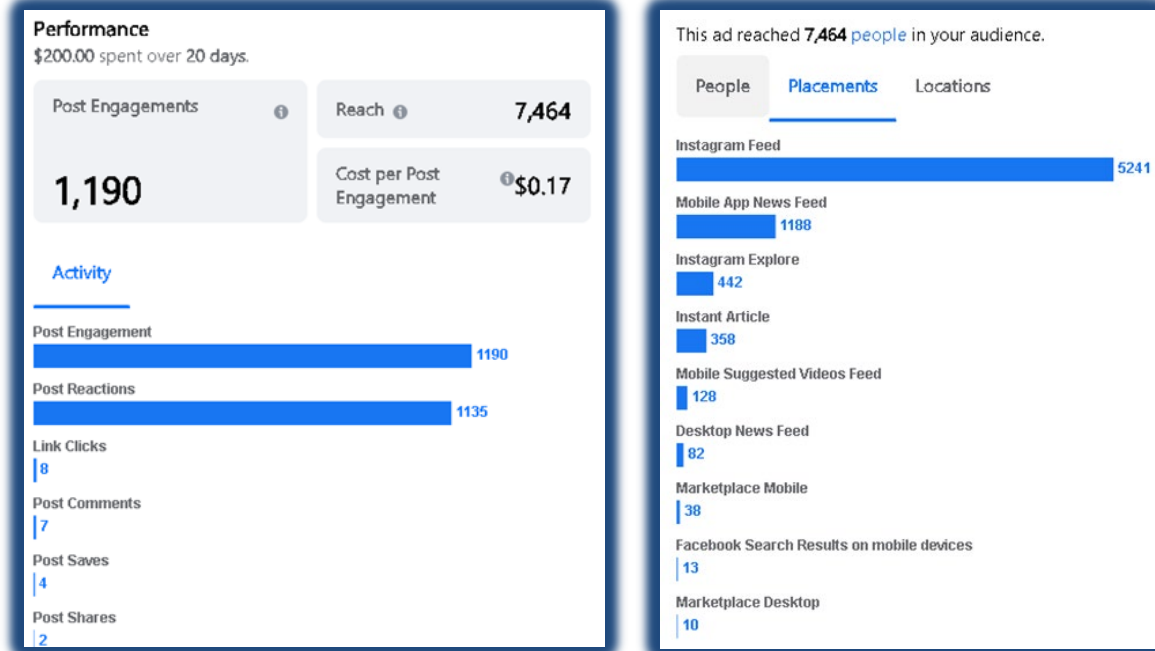 Performance
$200.00 spent over 20 days.
Post Engagements
1,190
Reach 7,464
Cost per Post
Engagement
$0.17
Activity
Post Engagement
1190
Post Reactions
1135
Link Clicks
8
Post Comments
7
Post Saves
4
Post Shares
2
This ad reached 7,464 people in your audience.
People Placements Locations
Instagram Feed
5241
Mobile App News Feed
1188
Instagram Explore
442
Instant Article
358
Mobile Suggested Videos Feed
128
Desktop News Feed
82
Marketplace Mobile
38
Facebook Search Results on mobile devices
13
Marketplace Desktop
10